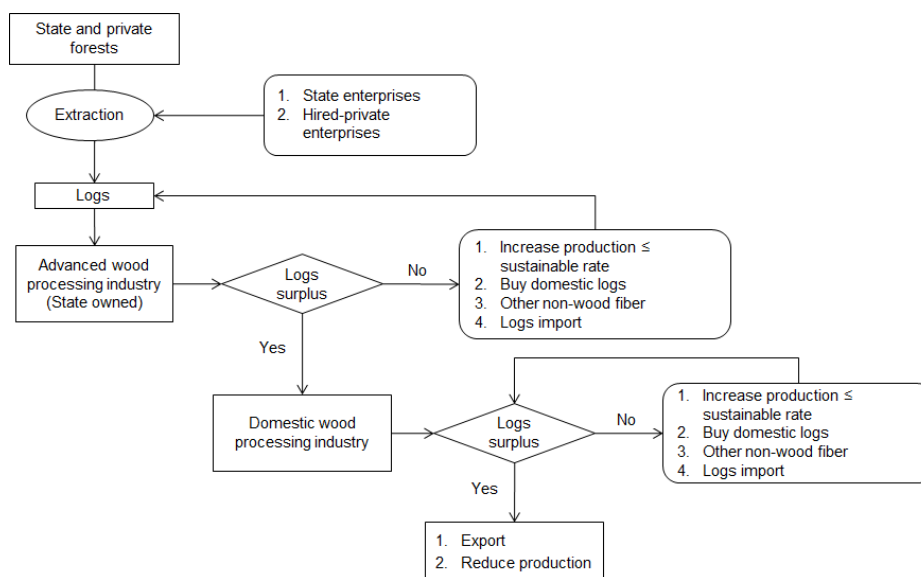 State and private
forests
Extraction
1. State enterprises
2. Hired-private
enterprises
Logs
Advanced wood
processing industry
(State owned)
Logs
surplus
No
1. Increase production ≤
sustainable rate
2. Buy domestic logs
3. Other non-wood fiber
4. Logs import
Yes
Domestic wood
processing industry
Logs
surplus
No
1. Increase production ≤
sustainable rate
2. Buy domestic logs
3. Other non-wood fiber
4. Logs import
Yes
1. Export
2. Reduce production